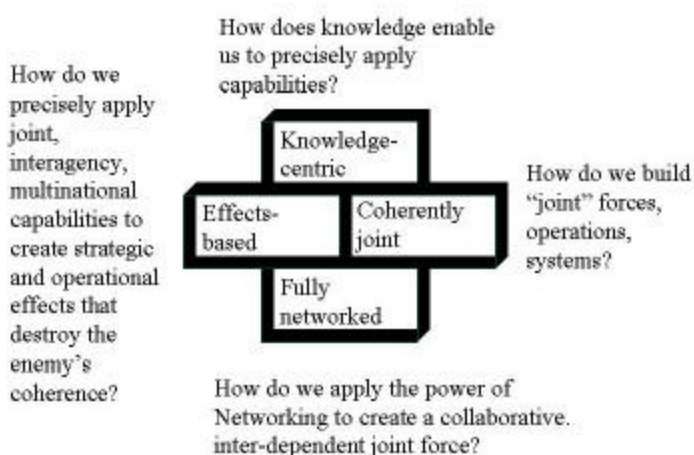 How does knowledge enable
us to precisely apply
capabilities?
How do we
precisely apply
joint,
interagency,
multinational
capabilities to
create strategic
and operational
effects that
destroy the
enemy's
coherence?
Knowledge-
centric
Effects-
based
Coherently
joint
Fully
networked
How do we build
“joint” forces,
operations,
systems?
How do we apply the power of
Networking to create a collaborative.
inter-dependent joint force?